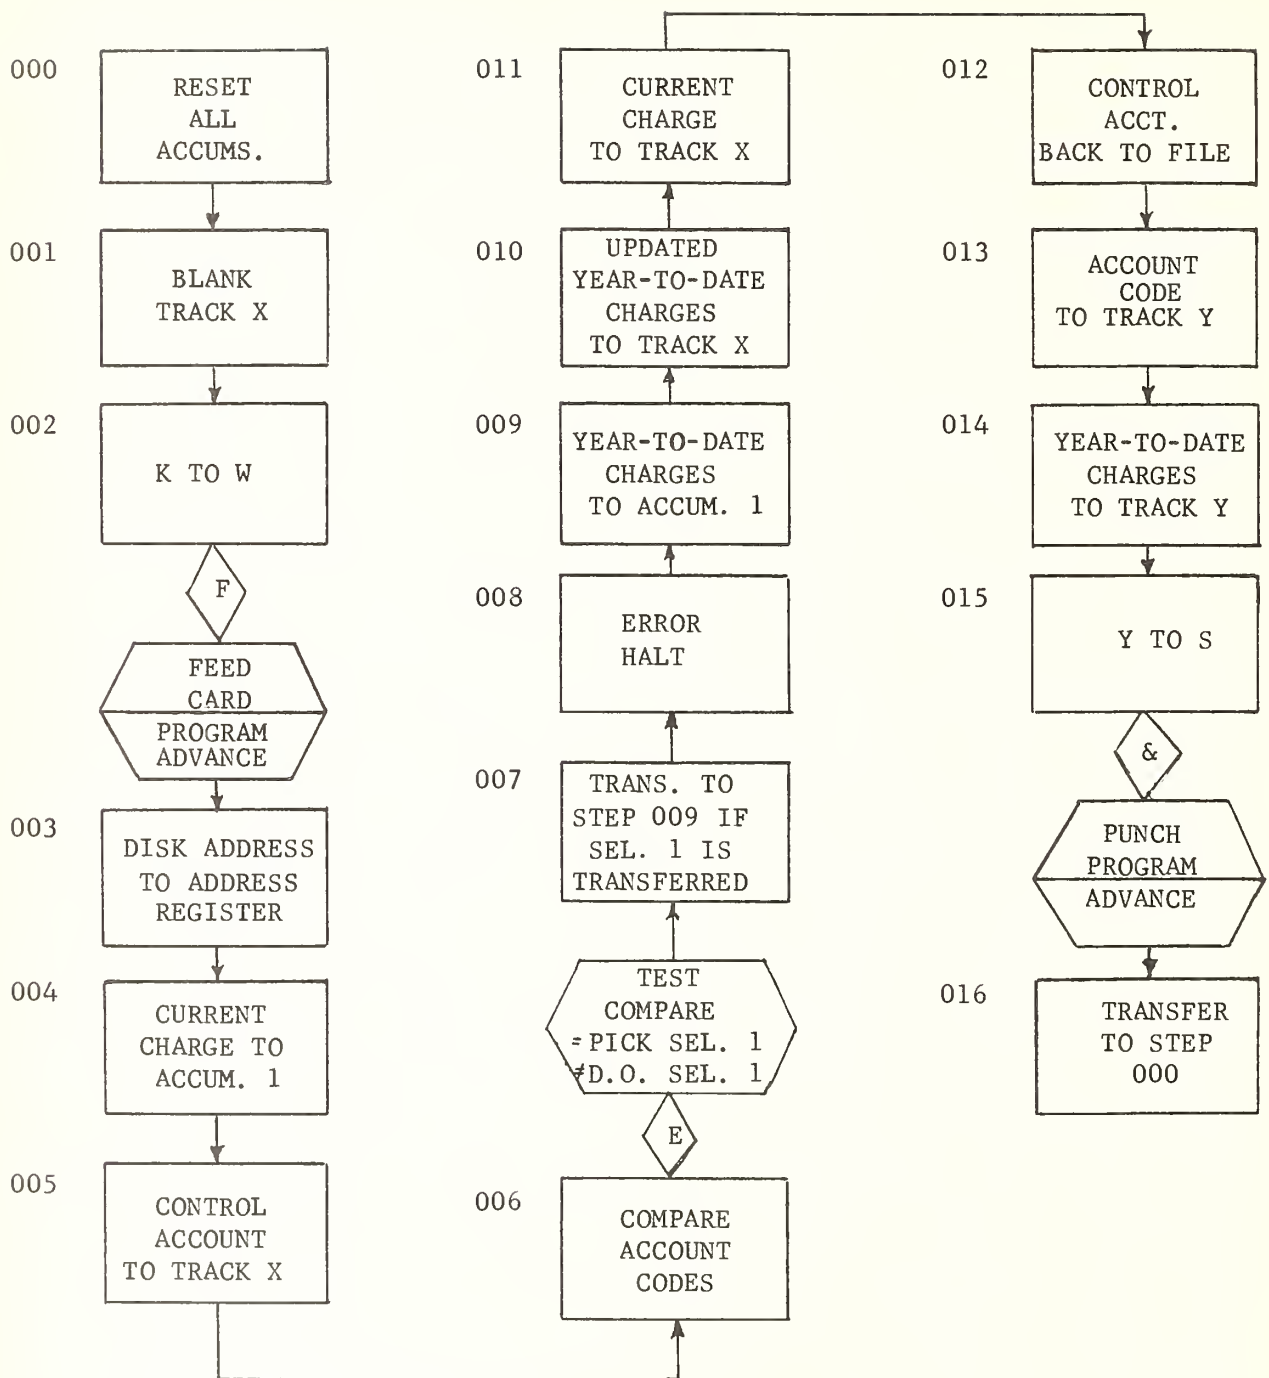 000
RESET
ALL
ACCUMS.
001
BLANK
TRACK X
002
K TO W
F
FEED
CARD
PROGRAM
ADVANCE
003
DISK ADDRESS
TO ADDRESS
REGISTER
004
CURRENT
CHARGE TO
ACCUM. 1
005
CONTROL
ACCOUNT
TO TRACK X
006
COMPARE
ACCOUNT
CODES
E
TEST
COMPARE
=PICK SEL. 1
≠D.O. SEL. 1
007
TRANS. TO
STEP 009 IF
SEL. 1 IS
TRANSFERRED
008
ERROR
HALT
009
YEAR-TO-DATE
CHARGES
TO ACCUM. 1
010
UPDATED
YEAR-TO-DATE
CHARGES
TO TRACK X
011
CURRENT
CHARGE
TO TRACK X
012
CONTROL
ACCT.
BACK TO FILE
013
ACCOUNT
CODE
TO TRACK Y
014
YEAR-TO-DATE
CHARGES
TO TRACK Y
015
Y TO S
&
PUNCH
PROGRAM
ADVANCE
016
TRANSFER
TO STEP
000